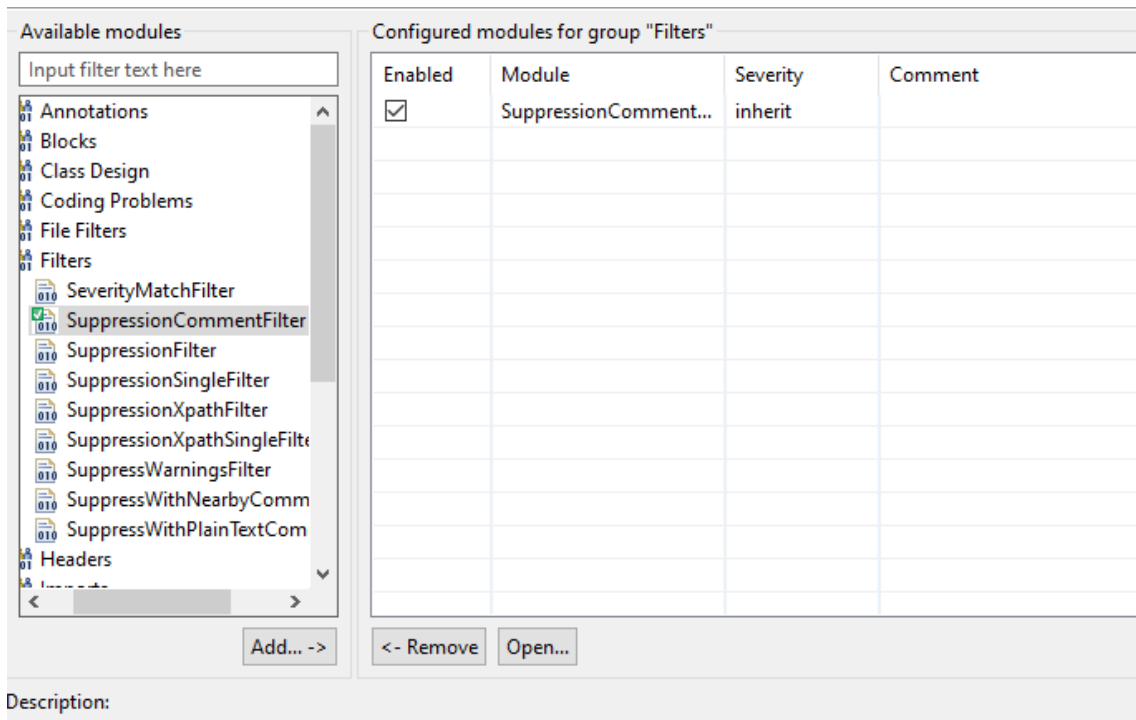 Available modules
Input filter text here
Annotations
Blocks
Class Design
Coding Problems
File Filters
Filters
SeverityMatchFilter
SuppressionCommentFilter
SuppressionFilter
SuppressionSingleFilter
SuppressionXpathFilter
SuppressionXpathSingleFilte
SuppressWarningsFilter
SuppressWithNearbyComm
SuppressWithPlainTextCom
Headers
Add... ->
Configured modules for group "Filters"
Enabled Module Severity Comment
SuppressionComment... inherit
<- Remove Open...
Description: